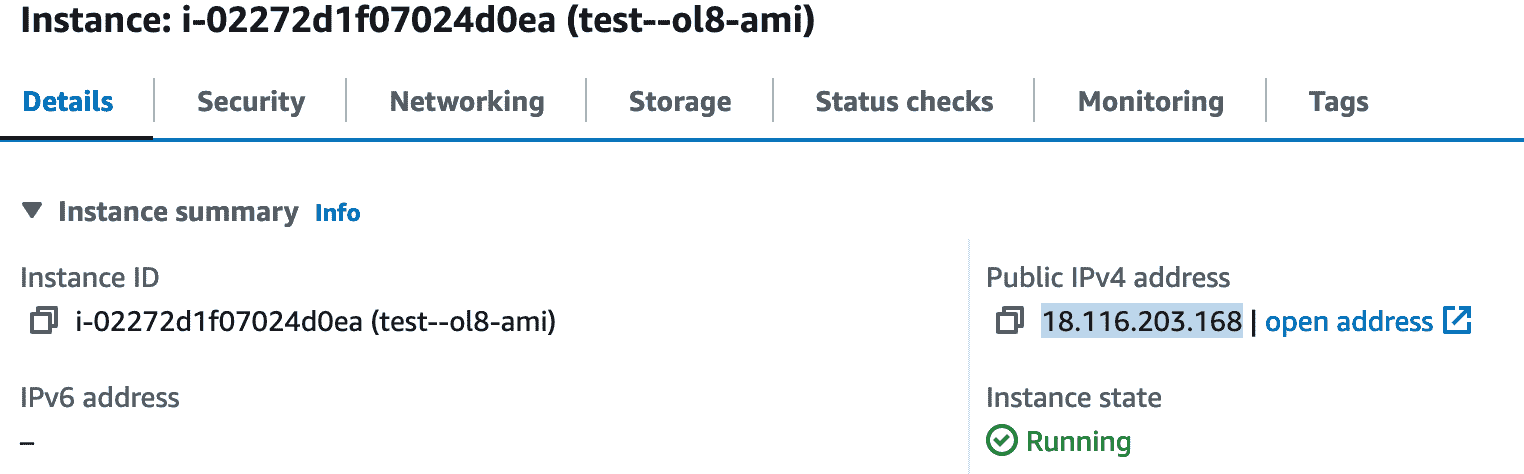 Instance: i-02272d1f07024d0ea (test--ol8-ami)
Details Security Networking Storage Status checks Monitoring Tags
Instance summary Info
Instance ID
i-02272d1f07024d0ea (test--ol8-ami)
Public IPv4 address
18.116.203.168 | open address
IPv6 address
–
Instance state
Running